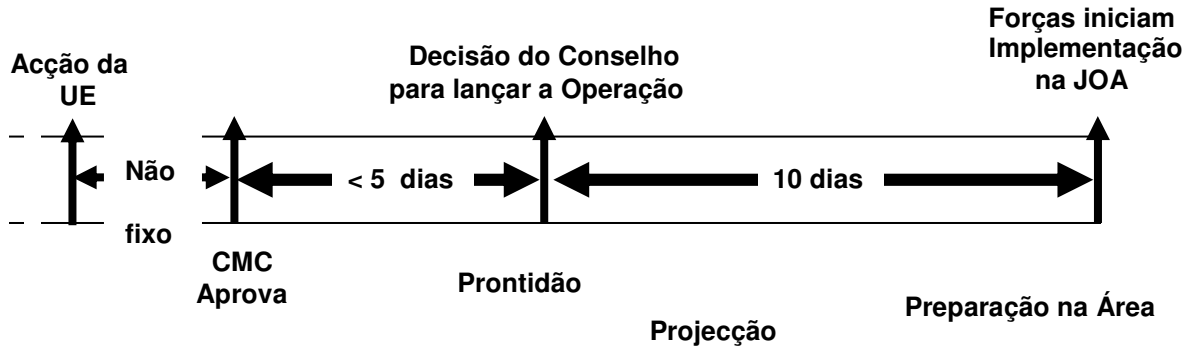 Forças iniciam
Implementação
na JOA
Decisão do Conselho
para lançar a Operação
Acção da
UE
Não
fixo
< 5 dias
10 dias
CMC
Aprova
Prontidão
Projecção
Preparação na Área